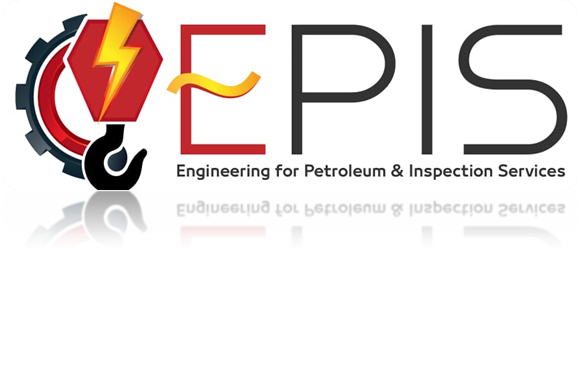 EPIS
Engineering for Petroleum & Inspection Services